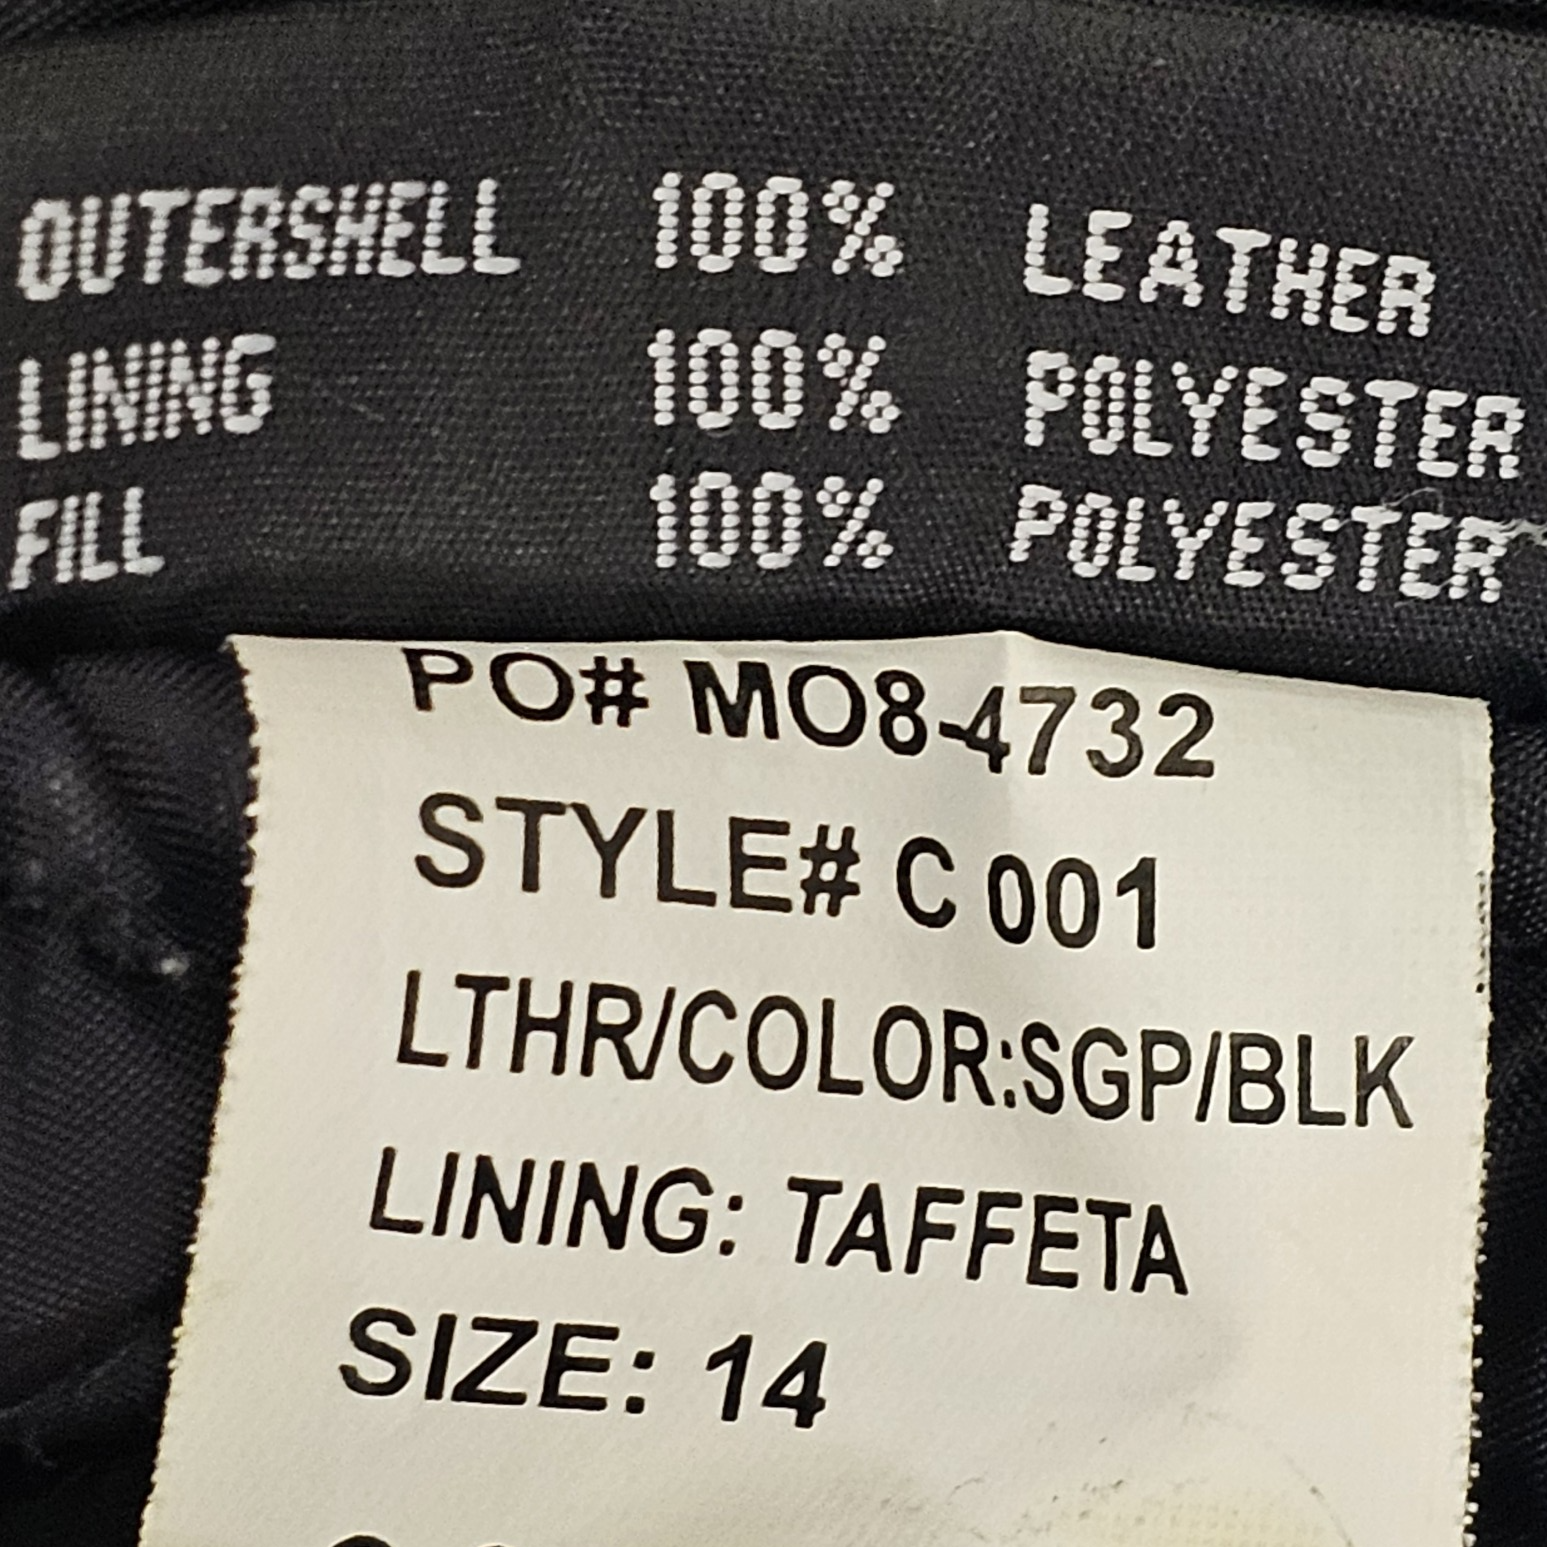 OUTERSHELL 100% LEATHER
LINING 100% POLYESTER
FILL 100% POLYESTER
PO# MO8-4732
STYLE# C 001
LTHR/COLOR:SGP/BLK
LINING: TAFFETA
SIZE: 14